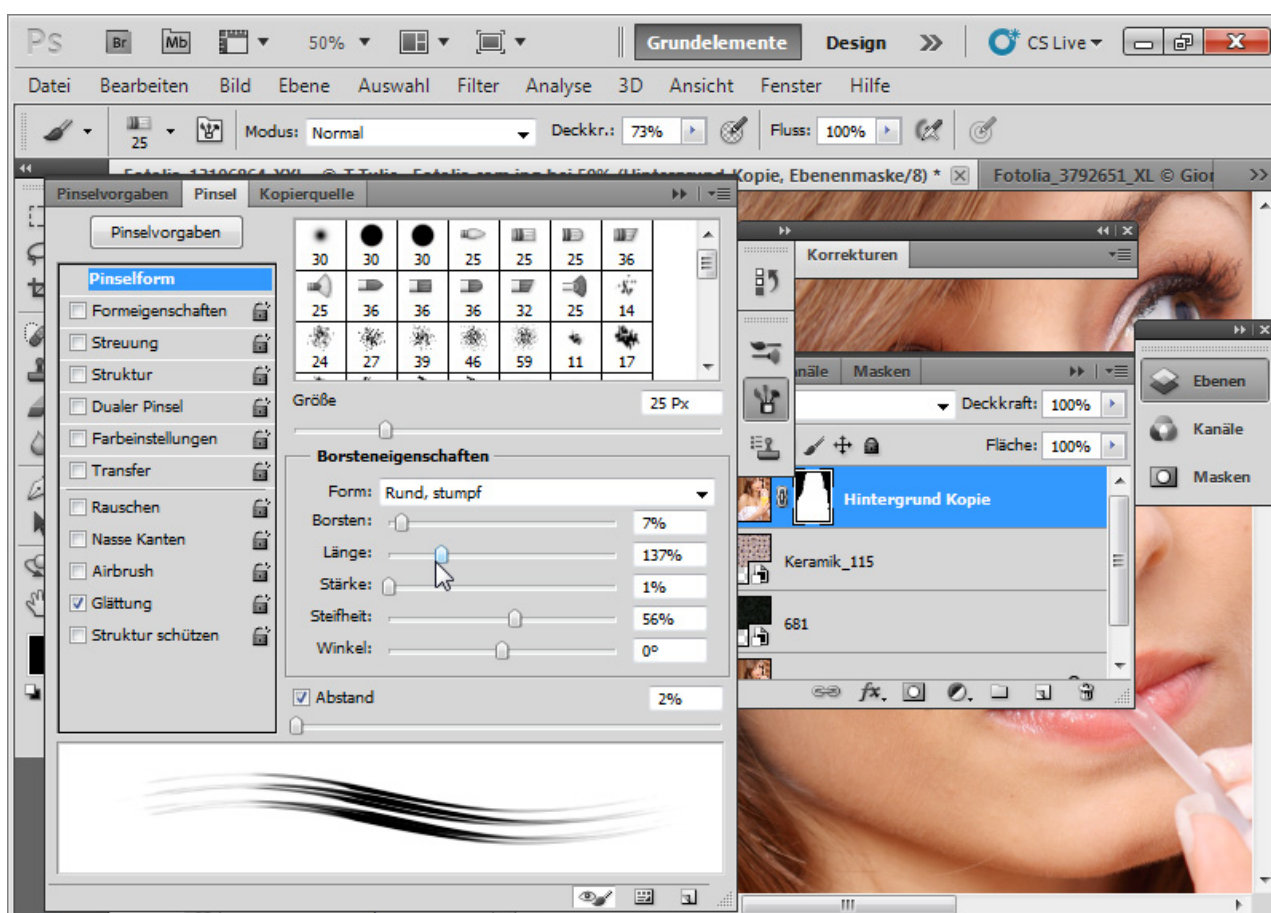 Ps Br Mb 50% Grundelemente Design CS Live
Datei Bearbeiten Bild Ebene Auswahl Filter Analyse 3D Ansicht Fenster Hilfe
25 Modus: Normal Deckkr.: 73% Fluss: 100%
Kopie, Ebenenmaske/8) * Fotolia_3792651_XL © Gior
Pinselvorgaben Pinsel Kopierquelle
Pinselvorgaben
Pinselform
Formeigenschaften
Streuung
Struktur
Dualer Pinsel
Farbeinstellungen
Transfer
Rauschen
Nasse Kanten
Airbrush
Glättung
Struktur schützen
30 30 30 25 25 25 36
25 36 36 36 32 25 14
24 27 39 46 59 11 17
Größe 25 Px
Borsteneigenschaften
Form: Rund, stumpf
Borsten: 7%
Länge: 137%
Stärke: 1%
Steifheit: 56%
Winkel: 0°
Abstand 2%
Korrekturen
Masken
Deckkraft: 100%
Fläche: 100%
Hintergrund Kopie
Keramik_115
681
Ebenen
Kanäle
Masken